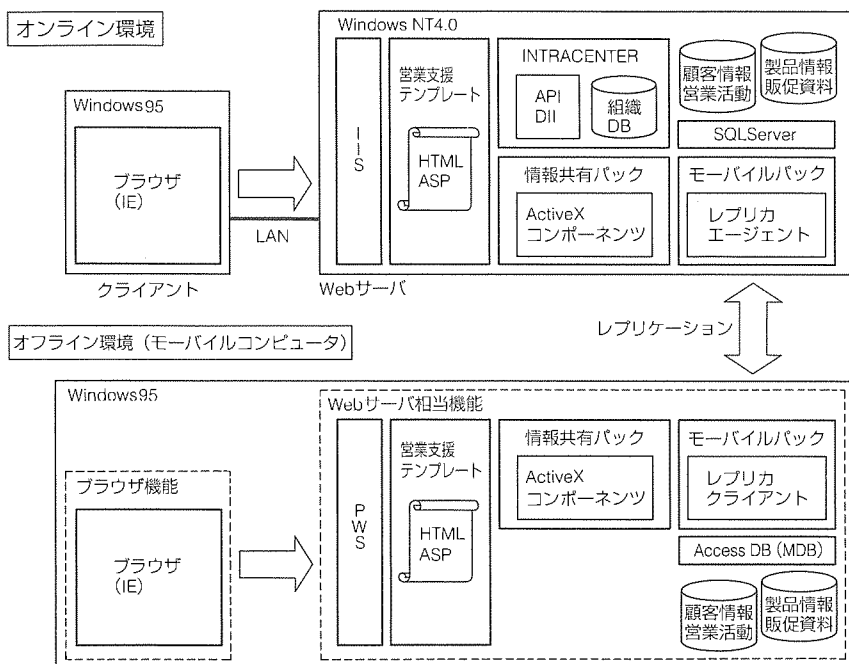 オンライン環境
Windows95
ブラウザ
(IE)
クライアント
LAN
Windows NT4.0
IIS
営業支援
テンプレート
HTML
ASP
INTRACENTER
API
DII
組織
DB
顧客情報
営業活動
製品情報
販促資料
SQLServer
情報共有パック
ActiveX
コンポーネンツ
モーバイルパック
レプリカ
エージェント
Webサーバ
レプリケーション
オフライン環境(モーバイルコンピュータ)
Windows95
ブラウザ機能
ブラウザ
(IE)
Webサーバ相当機能
PWS
営業支援
テンプレート
HTML
ASP
情報共有パック
ActiveX
コンポーネンツ
モーバイルパック
レプリカ
クライアント
Access DB (MDB)
顧客情報
営業活動
製品情報
販促資料